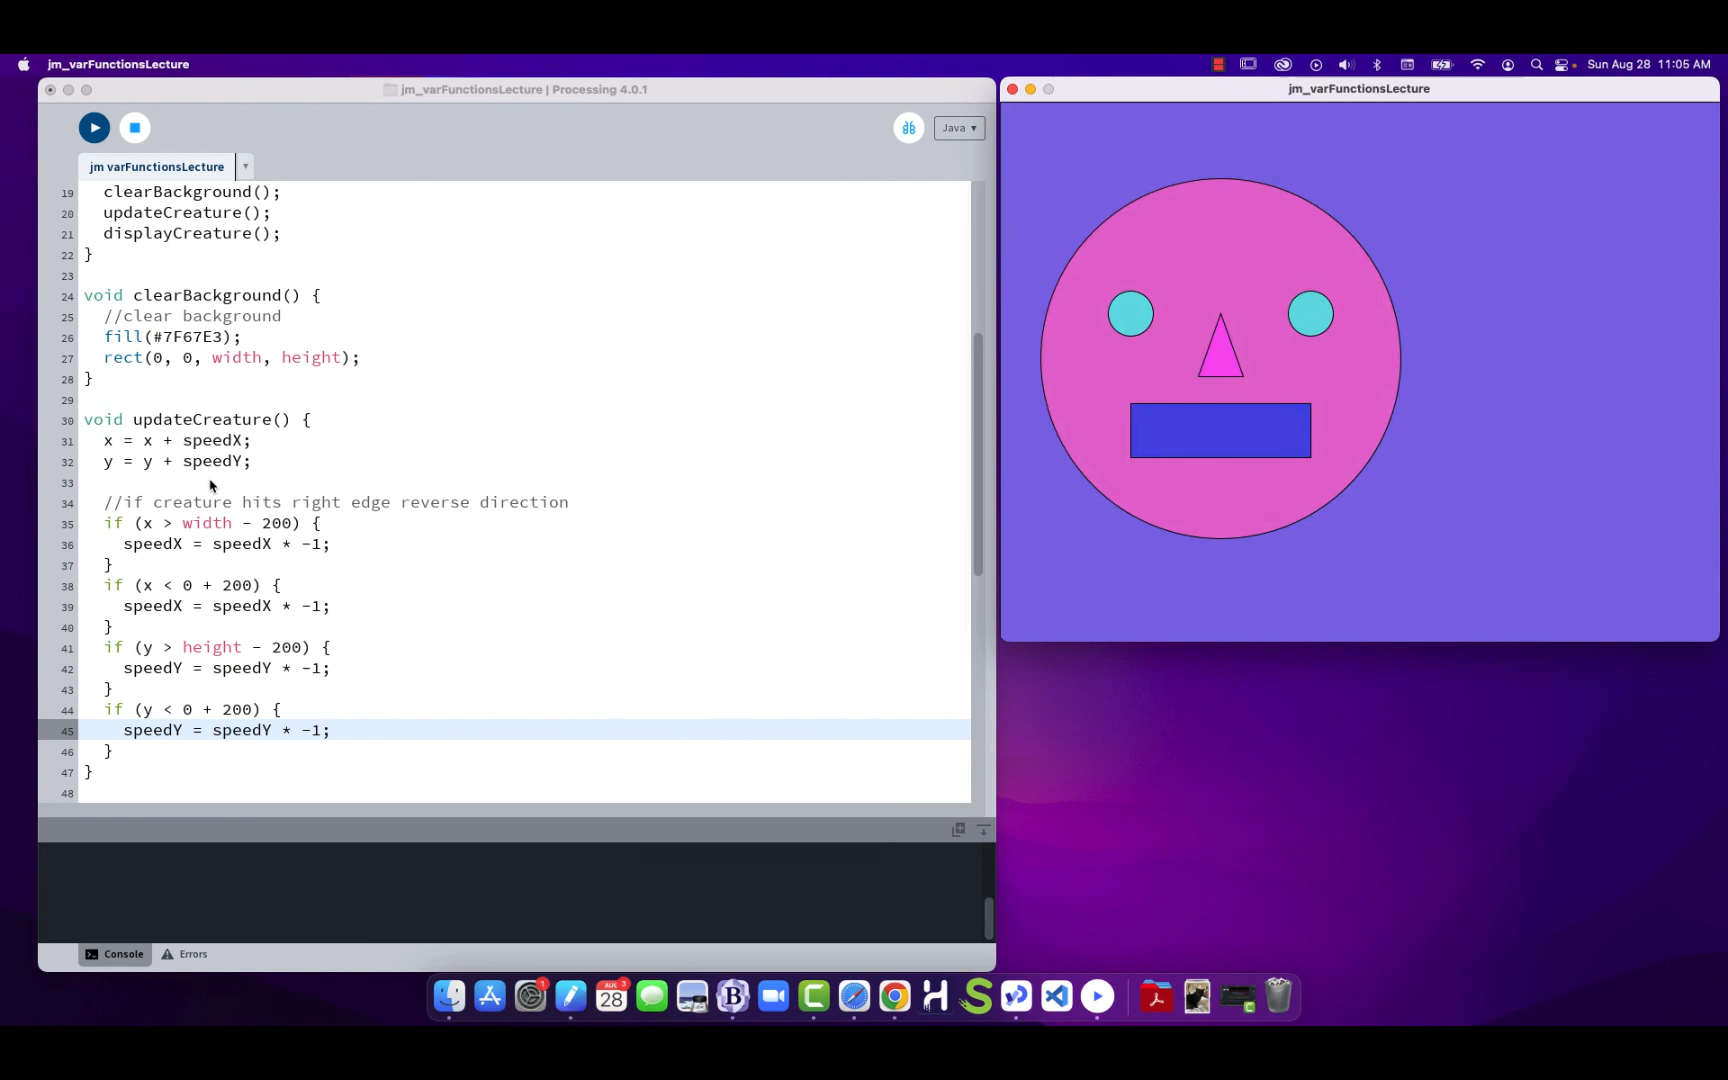 jm_varFunctionsLecture
Sun Aug 28 11:05 AM
jm_varFunctionsLecture | Processing 4.0.1
jm_varFunctionsLecture
Java ▾
jm varFunctionsLecture
19 clearBackground();
20 updateCreature();
21 displayCreature();
22 }
23
24 void clearBackground() {
25 //clear background
26 fill(#7F67E3);
27 rect(0, 0, width, height);
28 }
29
30 void updateCreature() {
31 x = x + speedX;
32 y = y + speedY;
33
34 //if creature hits right edge reverse direction
35 if (x > width - 200) {
36 speedX = speedX * -1;
37 }
38 if (x < 0 + 200) {
39 speedX = speedX * -1;
40 }
41 if (y > height - 200) {
42 speedY = speedY * -1;
43 }
44 if (y < 0 + 200) {
45 speedY = speedY * -1;
46 }
47 }
48
Console Errors
1
AUG 3
28